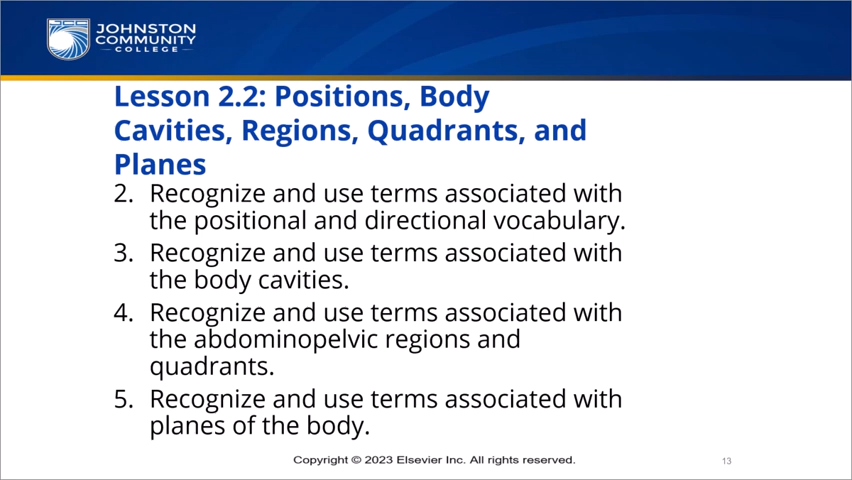 JOHNSTON
COMMUNITY
COLLEGE
Lesson 2.2: Positions, Body
Cavities, Regions, Quadrants, and
Planes
2. Recognize and use terms associated with
the positional and directional vocabulary.
3. Recognize and use terms associated with
the body cavities.
4. Recognize and use terms associated with
the abdominopelvic regions and
quadrants.
5. Recognize and use terms associated with
planes of the body.
Copyright © 2023 Elsevier Inc. All rights reserved.
13